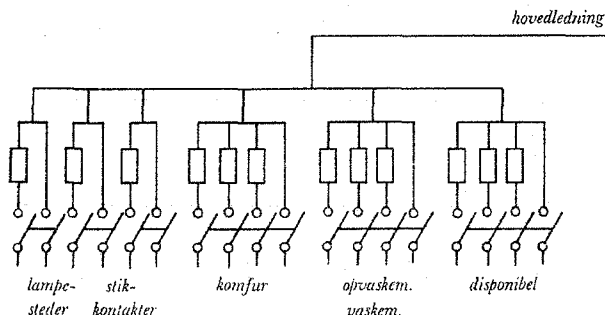 hovedledning
lampe-
steder
stik-
kontakter
komfur
opvaskem.
vaskem.
disponibel